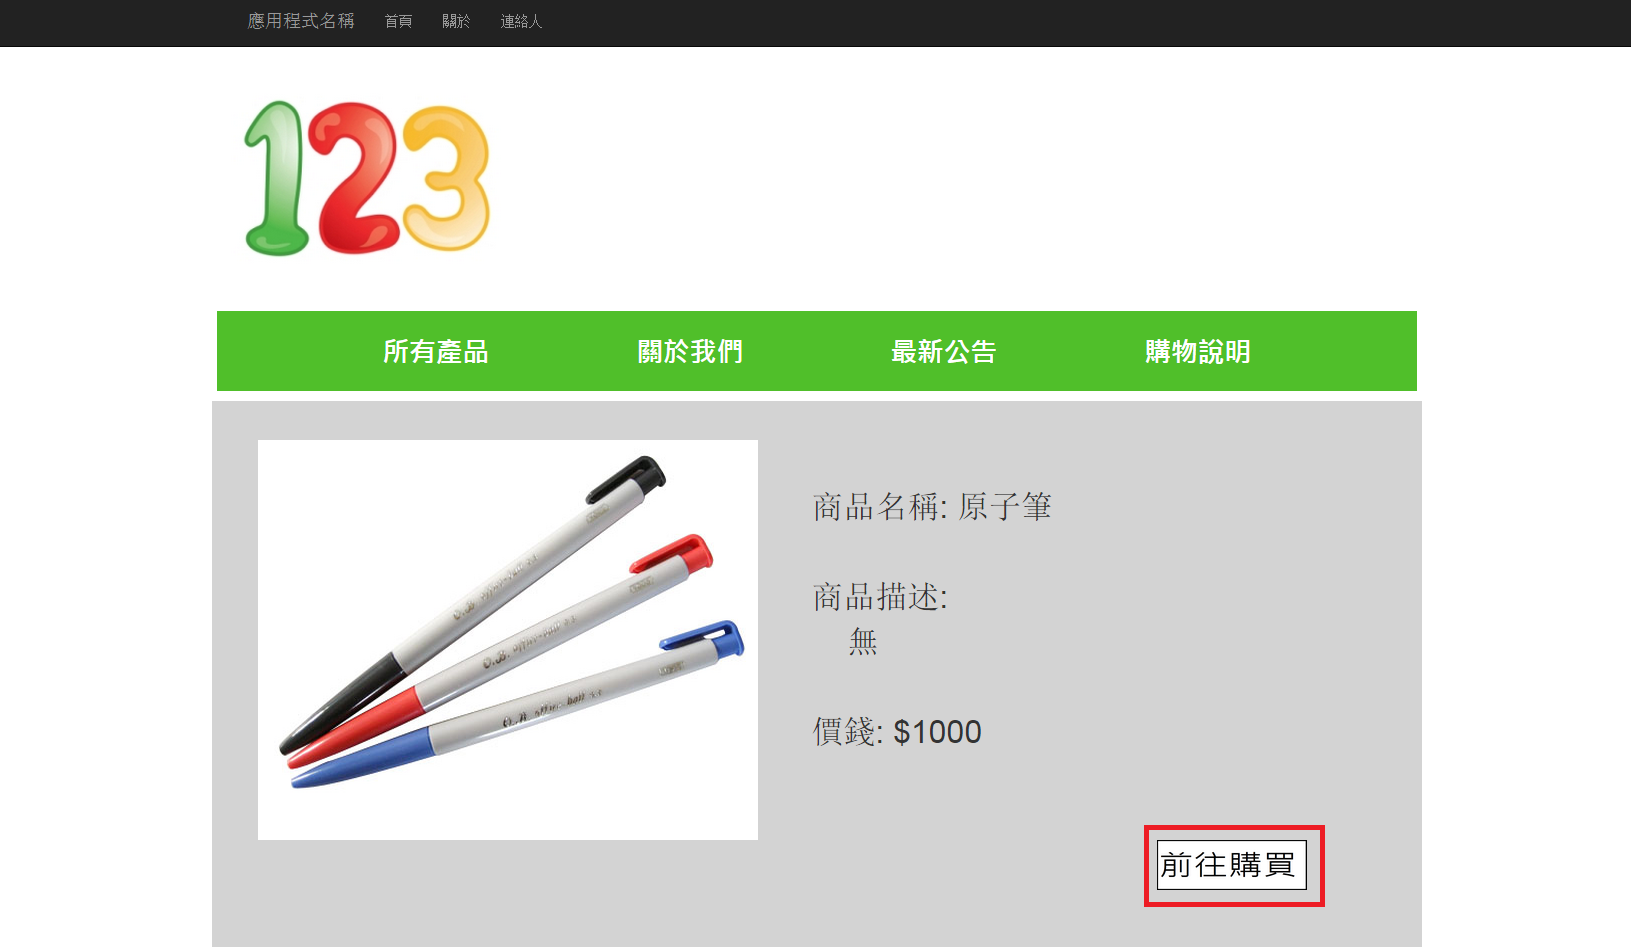 應用程式名稱 首頁 關於 連絡人
123
所有產品 關於我們 最新公告 購物說明
商品名稱: 原子筆
商品描述:
無
價錢: $1000
前往購買